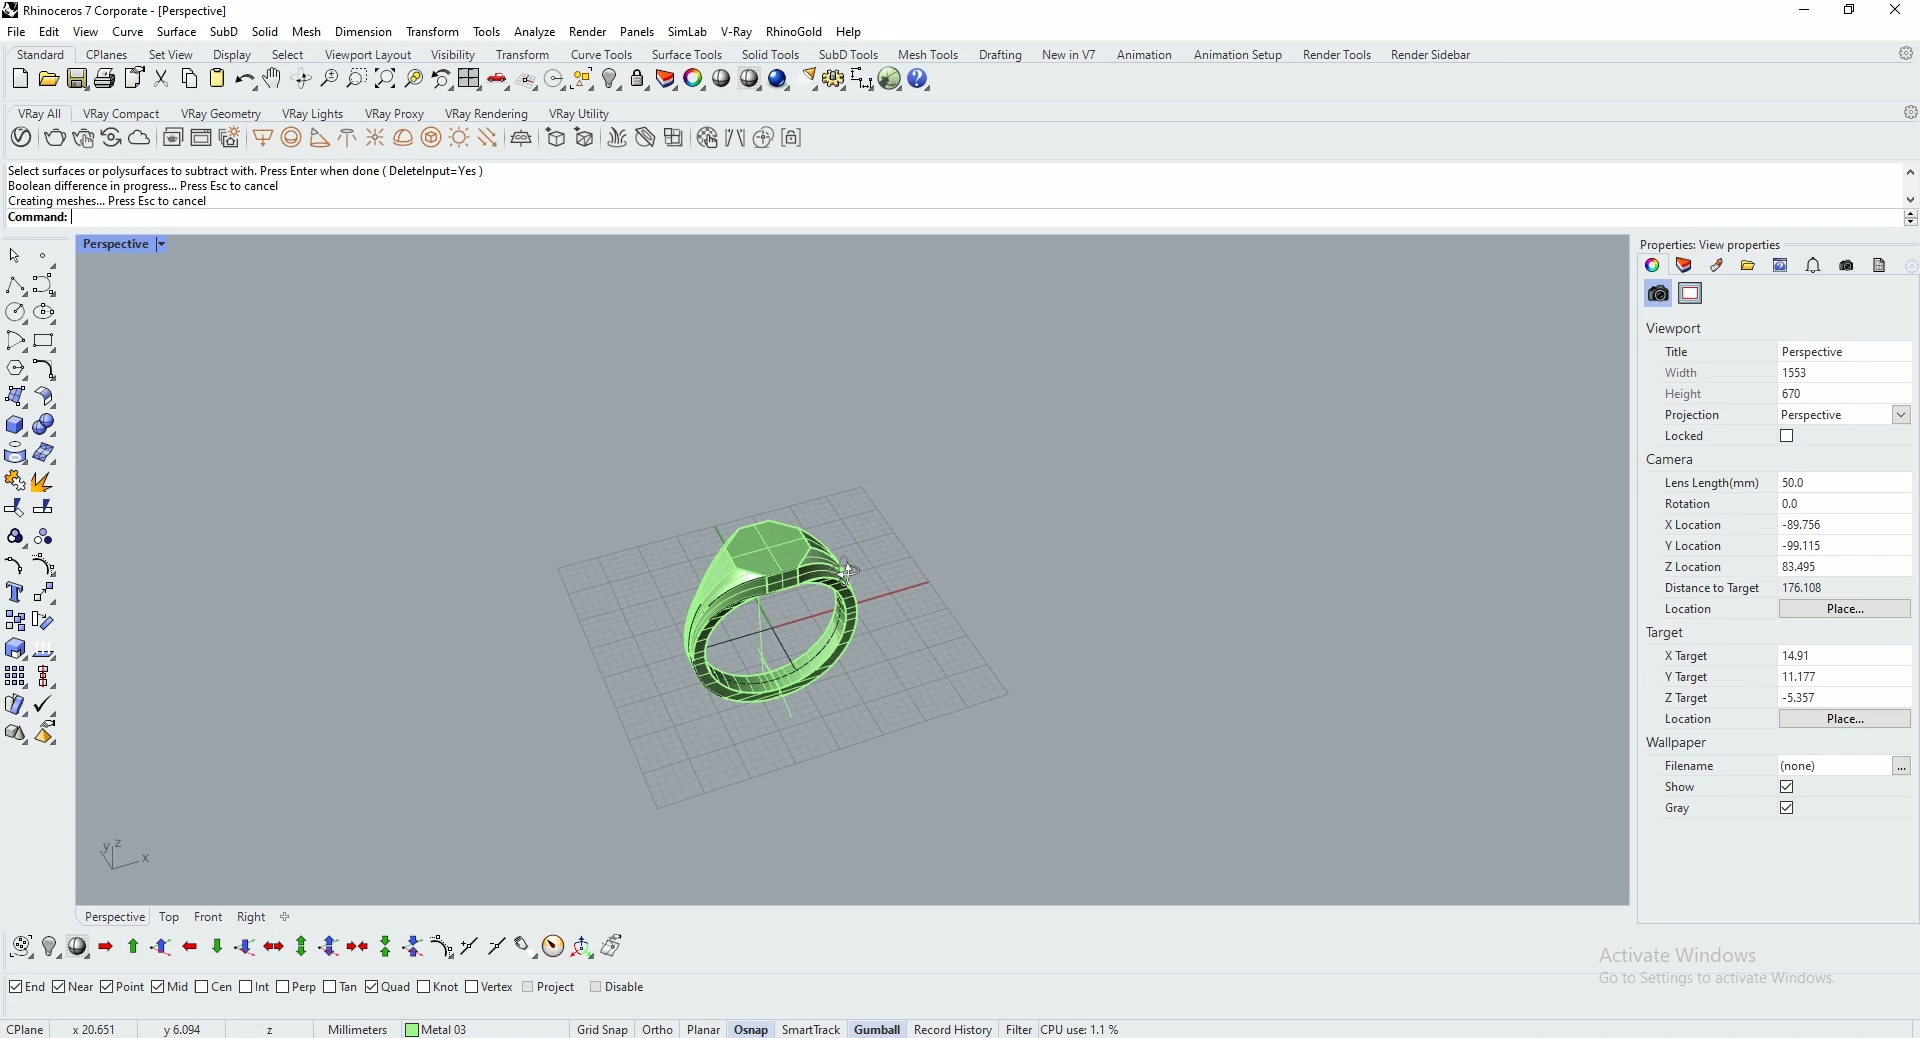 Rhinoceros 7 Corporate - [Perspective]
File Edit View Curve Surface SubD Solid Mesh Dimension Transform Tools Analyze Render Panels SimLab V-Ray RhinoGold Help
Standard CPlanes Set View Display Select Viewport Layout Visibility Transform Curve Tools Surface Tools Solid Tools SubD Tools Mesh Tools Drafting New in V7 Animation Animation Setup Render Tools Render Sidebar
VRay All VRay Compact VRay Geometry VRay Lights VRay Proxy VRay Rendering VRay Utility
Select surfaces or polysurfaces to subtract with. Press Enter when done ( DeleteInput=Yes )
Boolean difference in progress... Press Esc to cancel
Creating meshes... Press Esc to cancel
Command:
Perspective
Properties: View properties
Viewport
Title Perspective
Width 1553
Height 670
Projection Perspective
Locked
Camera
Lens Length(mm) 50.0
Rotation 0.0
X Location -89.756
Y Location -99.115
Z Location 83.495
Distance to Target 176.108
Location Place...
Target
X Target 14.91
Y Target 11.177
Z Target -5.357
Location Place...
Wallpaper
Filename (none) ...
Show
Gray
y z x
Perspective Top Front Right
Activate Windows
Go to Settings to activate Windows.
End Near Point Mid Cen Int Perp Tan Quad Knot Vertex Project Disable
CPlane x 20.651 y 6.094 z Millimeters Metal 03 Grid Snap Ortho Planar Osnap SmartTrack Gumball Record History Filter CPU use: 1.1 %